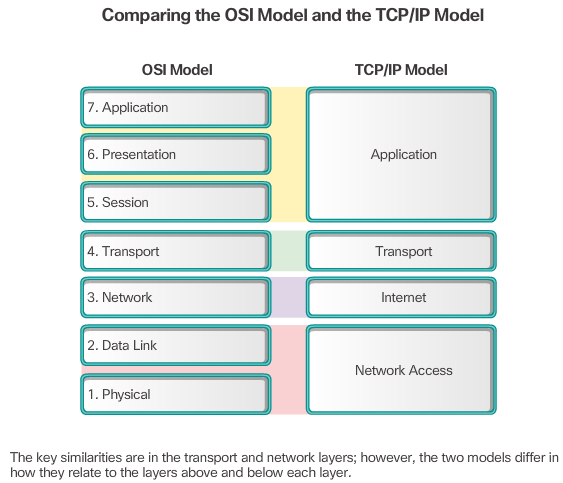 Comparing the OSI Model and the TCP/IP Model
OSI Model
TCP/IP Model
7. Application
6. Presentation
5. Session
Application
4. Transport
Transport
3. Network
Internet
2. Data Link
1. Physical
Network Access
The key similarities are in the transport and network layers; however, the two models differ in
how they relate to the layers above and below each layer.